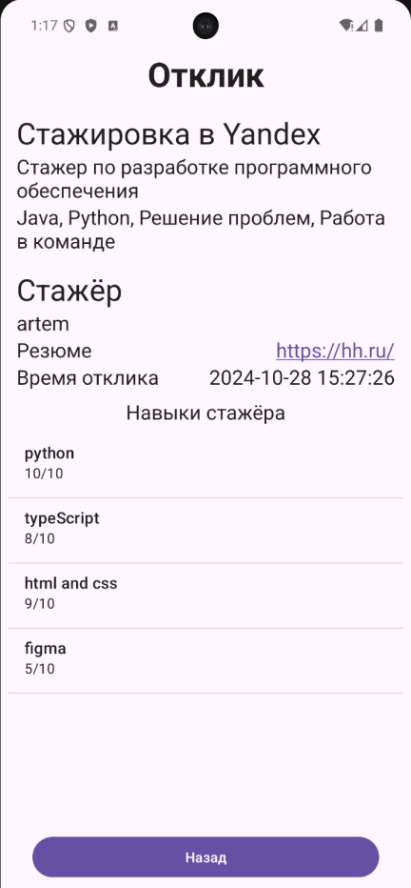 1:17
Отклик
Стажировка в Yandex
Стажер по разработке программного
обеспечения
Java, Python, Решение проблем, Работа
в команде
Стажёр
artem
Резюме https://hh.ru/
Время отклика 2024-10-28 15:27:26
Навыки стажёра
python
10/10
typeScript
8/10
html and css
9/10
figma
5/10
Назад